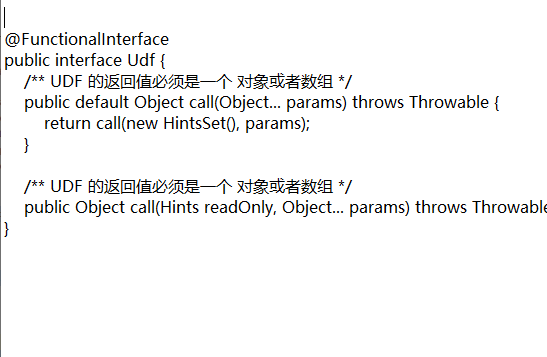 @FunctionalInterface
public interface Udf {
/** UDF 的返回值必须是一个 对象或者数组 */
public default Object call(Object... params) throws Throwable {
return call(new HintsSet(), params);
}
/** UDF 的返回值必须是一个 对象或者数组 */
public Object call(Hints readOnly, Object... params) throws Throwable
}